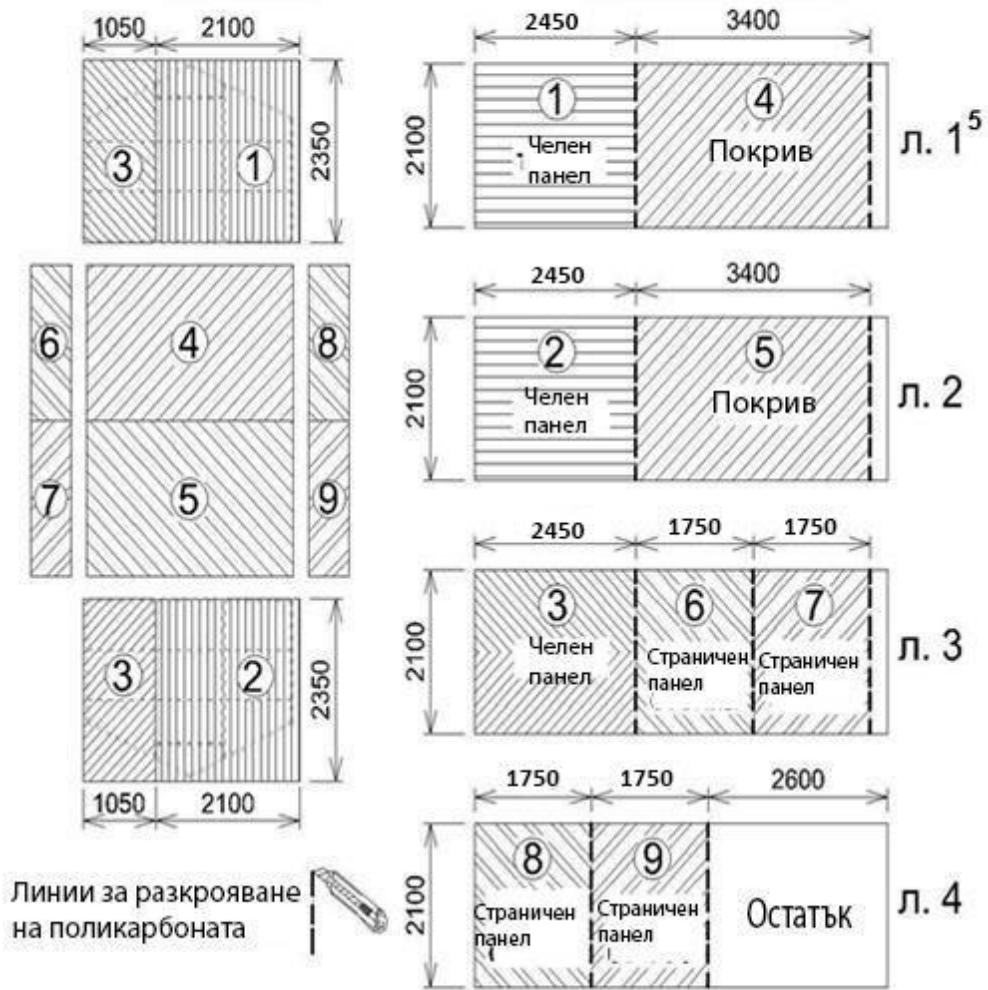 1050 2100
2350
3 1
6 4 8
7 5 9
3 2
2350
1050 2100
Линии за разкрояване
на поликарбоната
2450 3400
2100
1 4
Челен
панел
Покрив
л. 1⁵
2450 3400
2100
2 5
Челен
панел
Покрив
л. 2
2450 1750 1750
2100
3 6 7
Челен
панел
Страничен
панел
Страничен
панел
л. 3
1750 1750 2600
2100
8 9
Страничен
панел
Страничен
панел
Остатък
л. 4